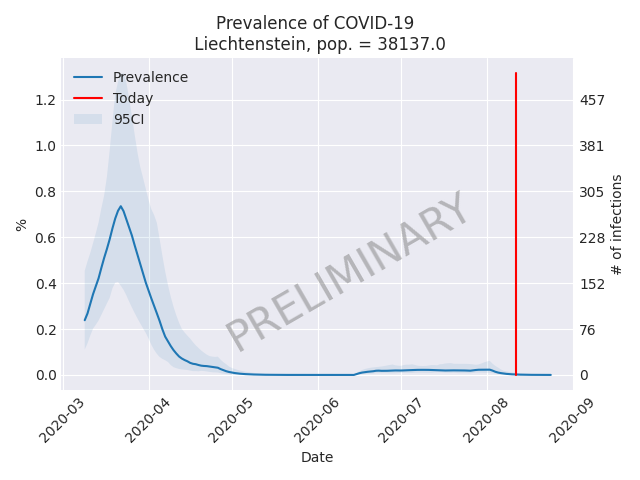 Prevalence of COVID-19
Liechtenstein, pop. = 38137.0
Prevalence
Today
95CI
1.2
1.0
0.8
0.6
0.4
0.2
0.0
%
457
381
305
228
152
76
0
# of infections
PRELIMINARY
2020-03
2020-04
2020-05
2020-06
2020-07
2020-08
2020-09
Date